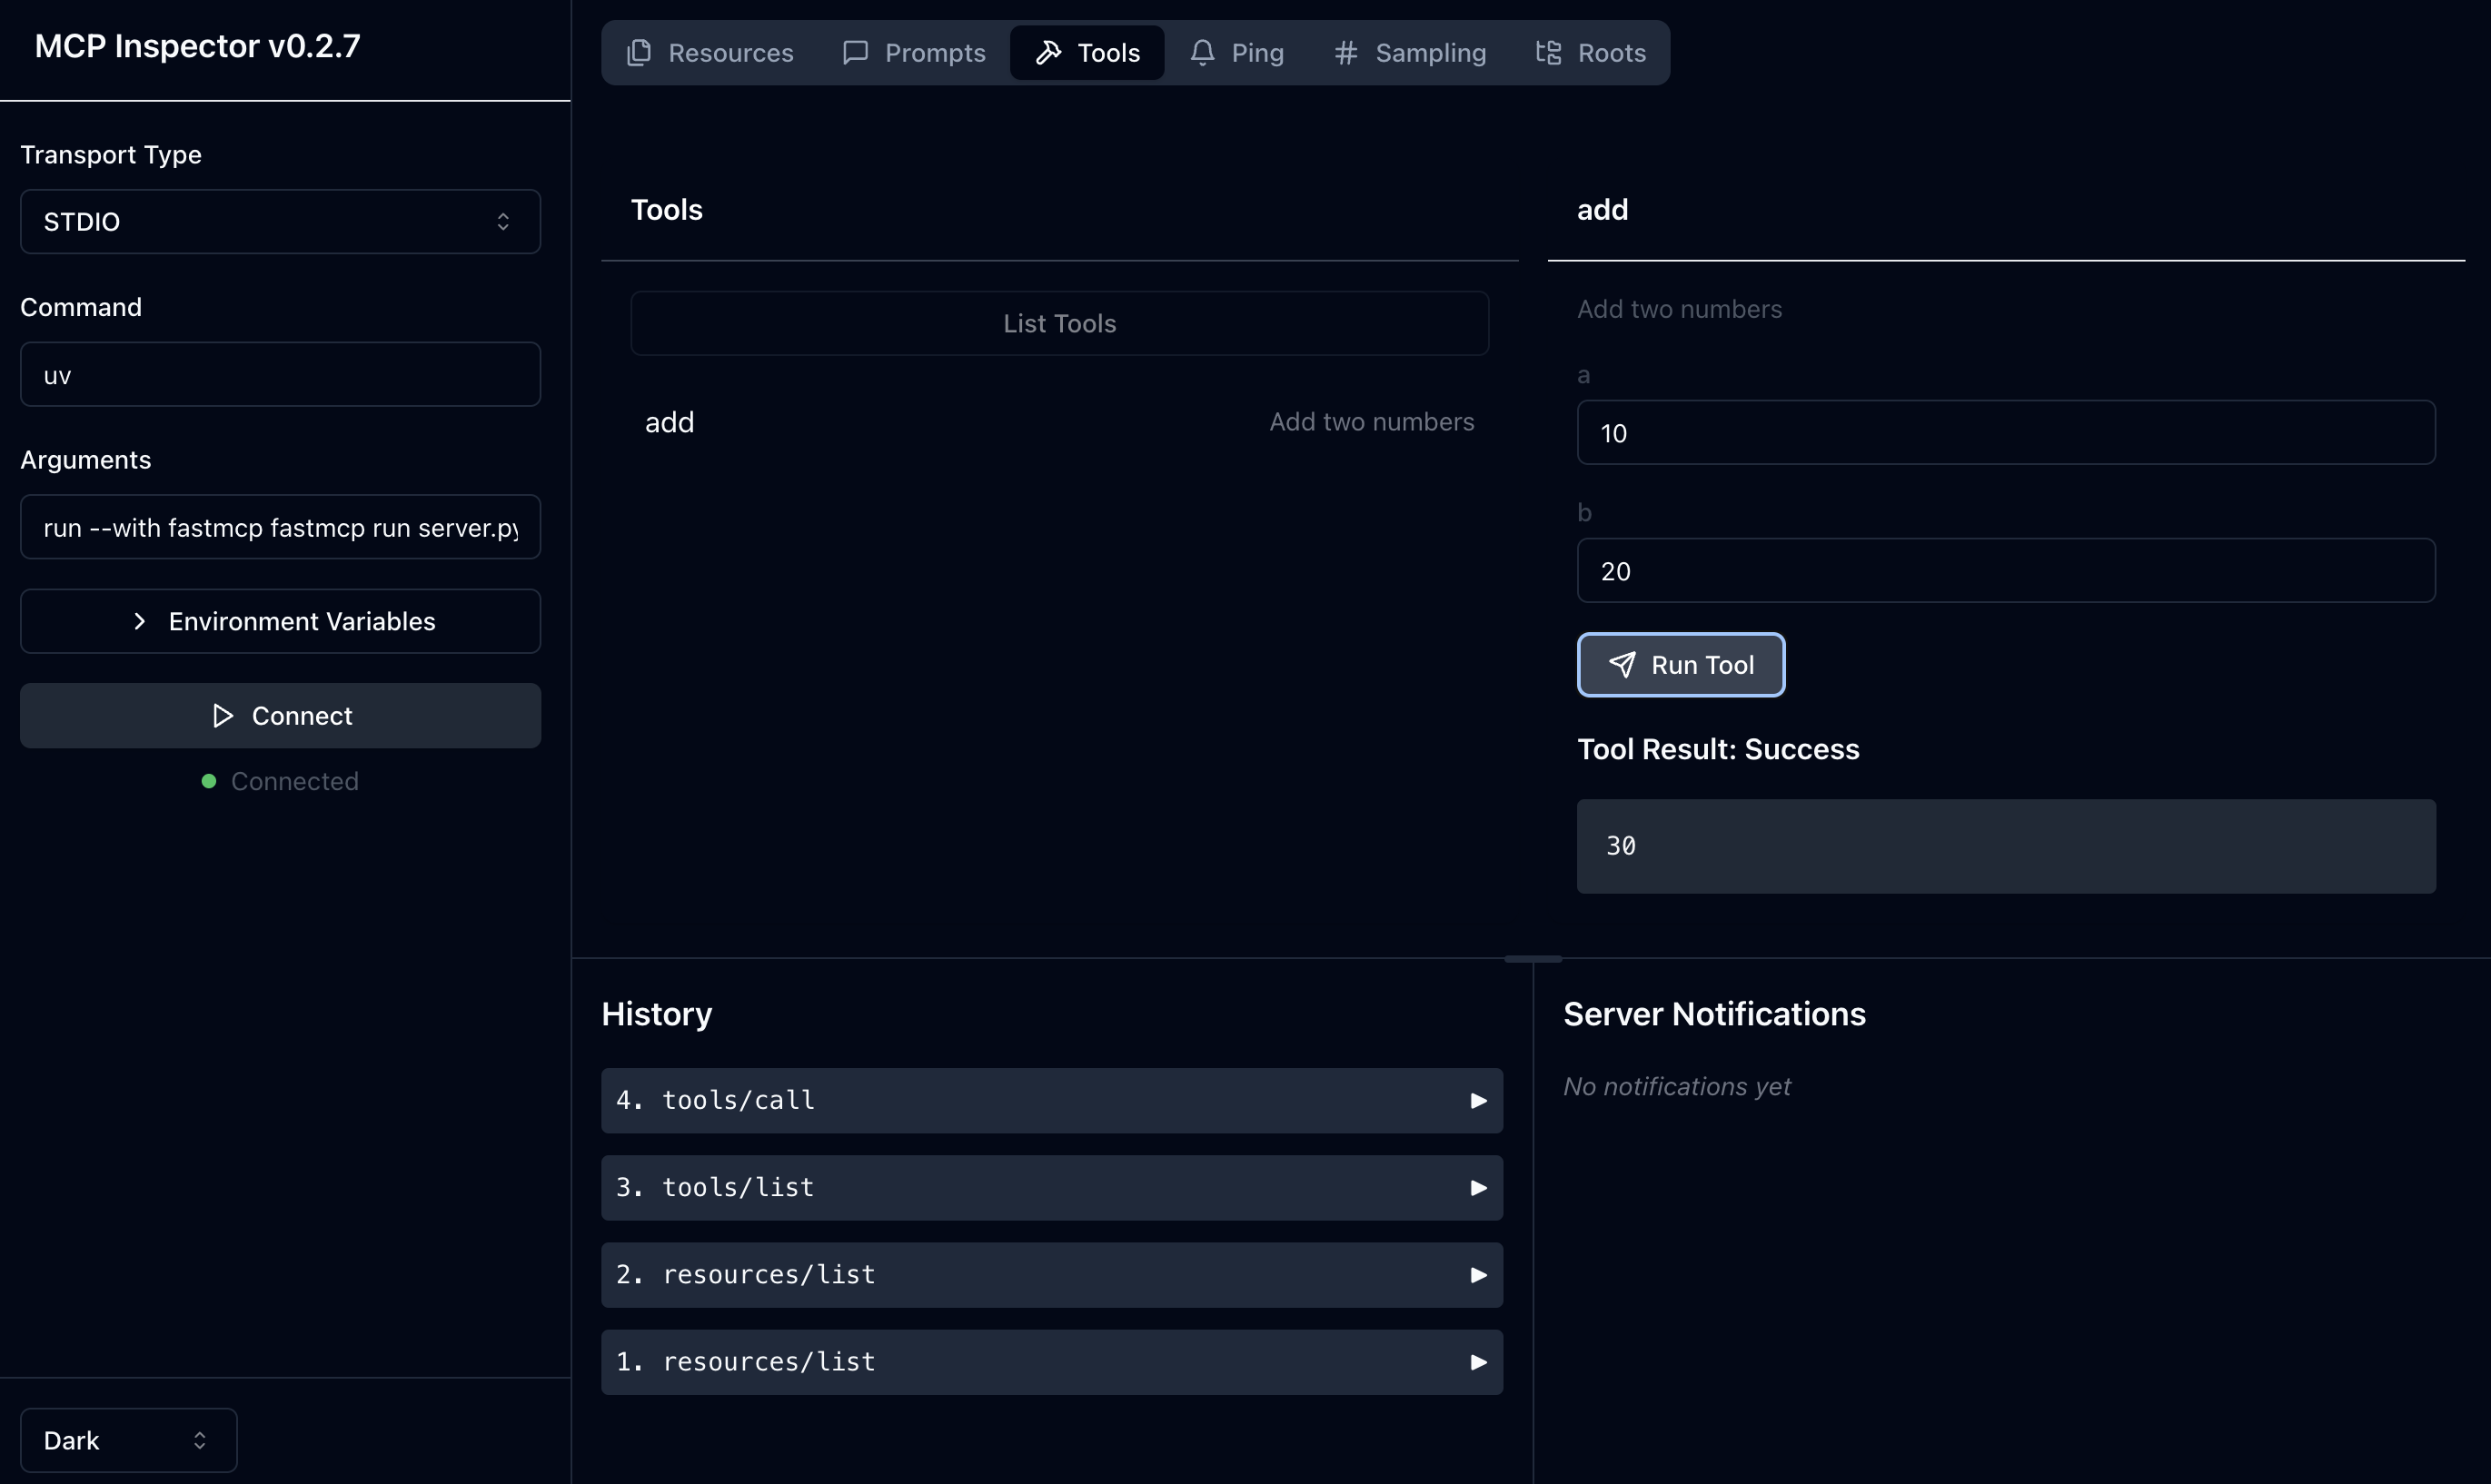 MCP Inspector v0.2.7
Transport Type
STDIO
Command
uv
Arguments
run --with fastmcp fastmcp run server.py
Environment Variables
Connect
Connected
Dark
Resources
Prompts
Tools
Ping
Sampling
Roots
Tools
List Tools
add
Add two numbers
add
Add two numbers
a
10
b
20
Run Tool
Tool Result: Success
30
History
4. tools/call
3. tools/list
2. resources/list
1. resources/list
Server Notifications
No notifications yet